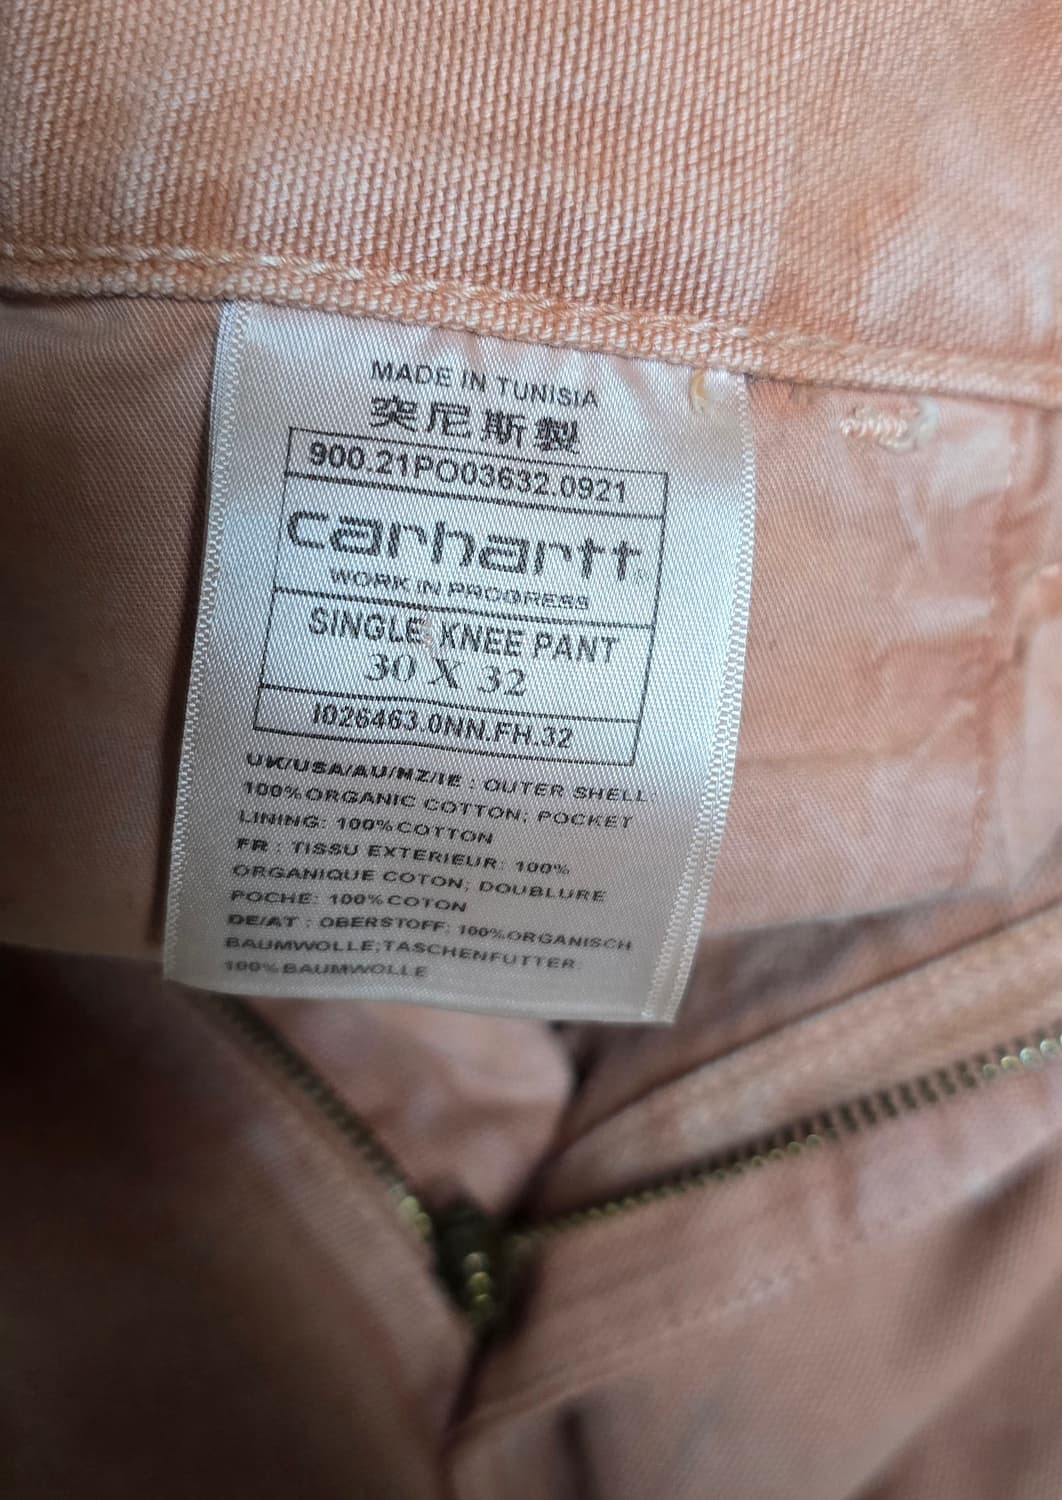 MADE IN TUNISIA
突尼斯製
900.21PO03632.0921
carhartt
WORK IN PROGRESS
SINGLE KNEE PANT
30 X 32
I026463.0NN.FH.32
UK/USA/AU/NZ/IE : OUTER SHELL:
100%ORGANIC COTTON; POCKET
LINING: 100%COTTON
FR : TISSU EXTERIEUR: 100%
ORGANIQUE COTON; DOUBLURE
POCHE: 100%COTON
DE/AT : OBERSTOFF: 100%ORGANISCH
BAUMWOLLE;TASCHENFUTTER:
100%BAUMWOLLE